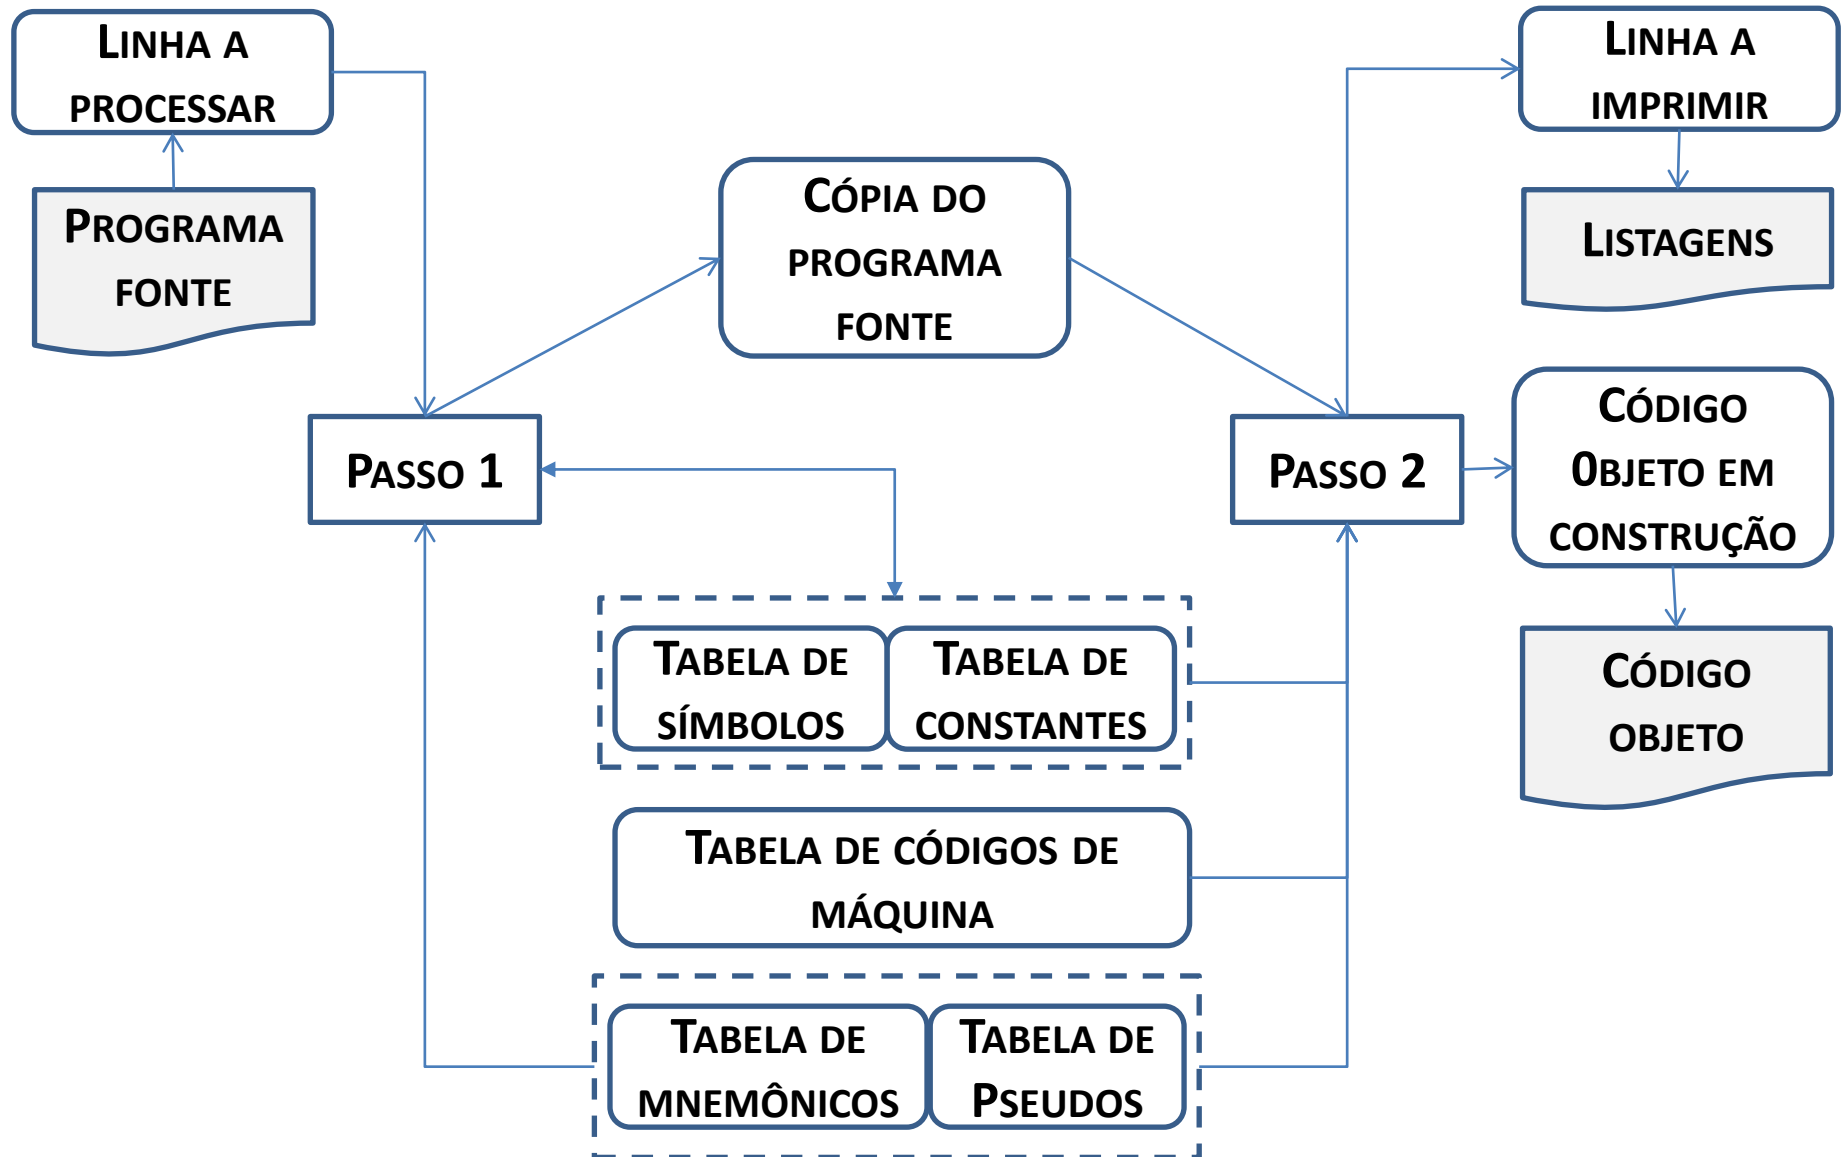 LINHA A
PROCESSAR
PROGRAMA
FONTE
CÓPIA DO
PROGRAMA
FONTE
LINHA A
IMPRIMIR
LISTAGENS
PASSO 1
PASSO 2
CÓDIGO
0BJETO EM
CONSTRUÇÃO
CÓDIGO
OBJETO
TABELA DE
SÍMBOLOS
TABELA DE
CONSTANTES
TABELA DE CÓDIGOS DE
MÁQUINA
TABELA DE
MNEMÔNICOS
TABELA DE
PSEUDOS